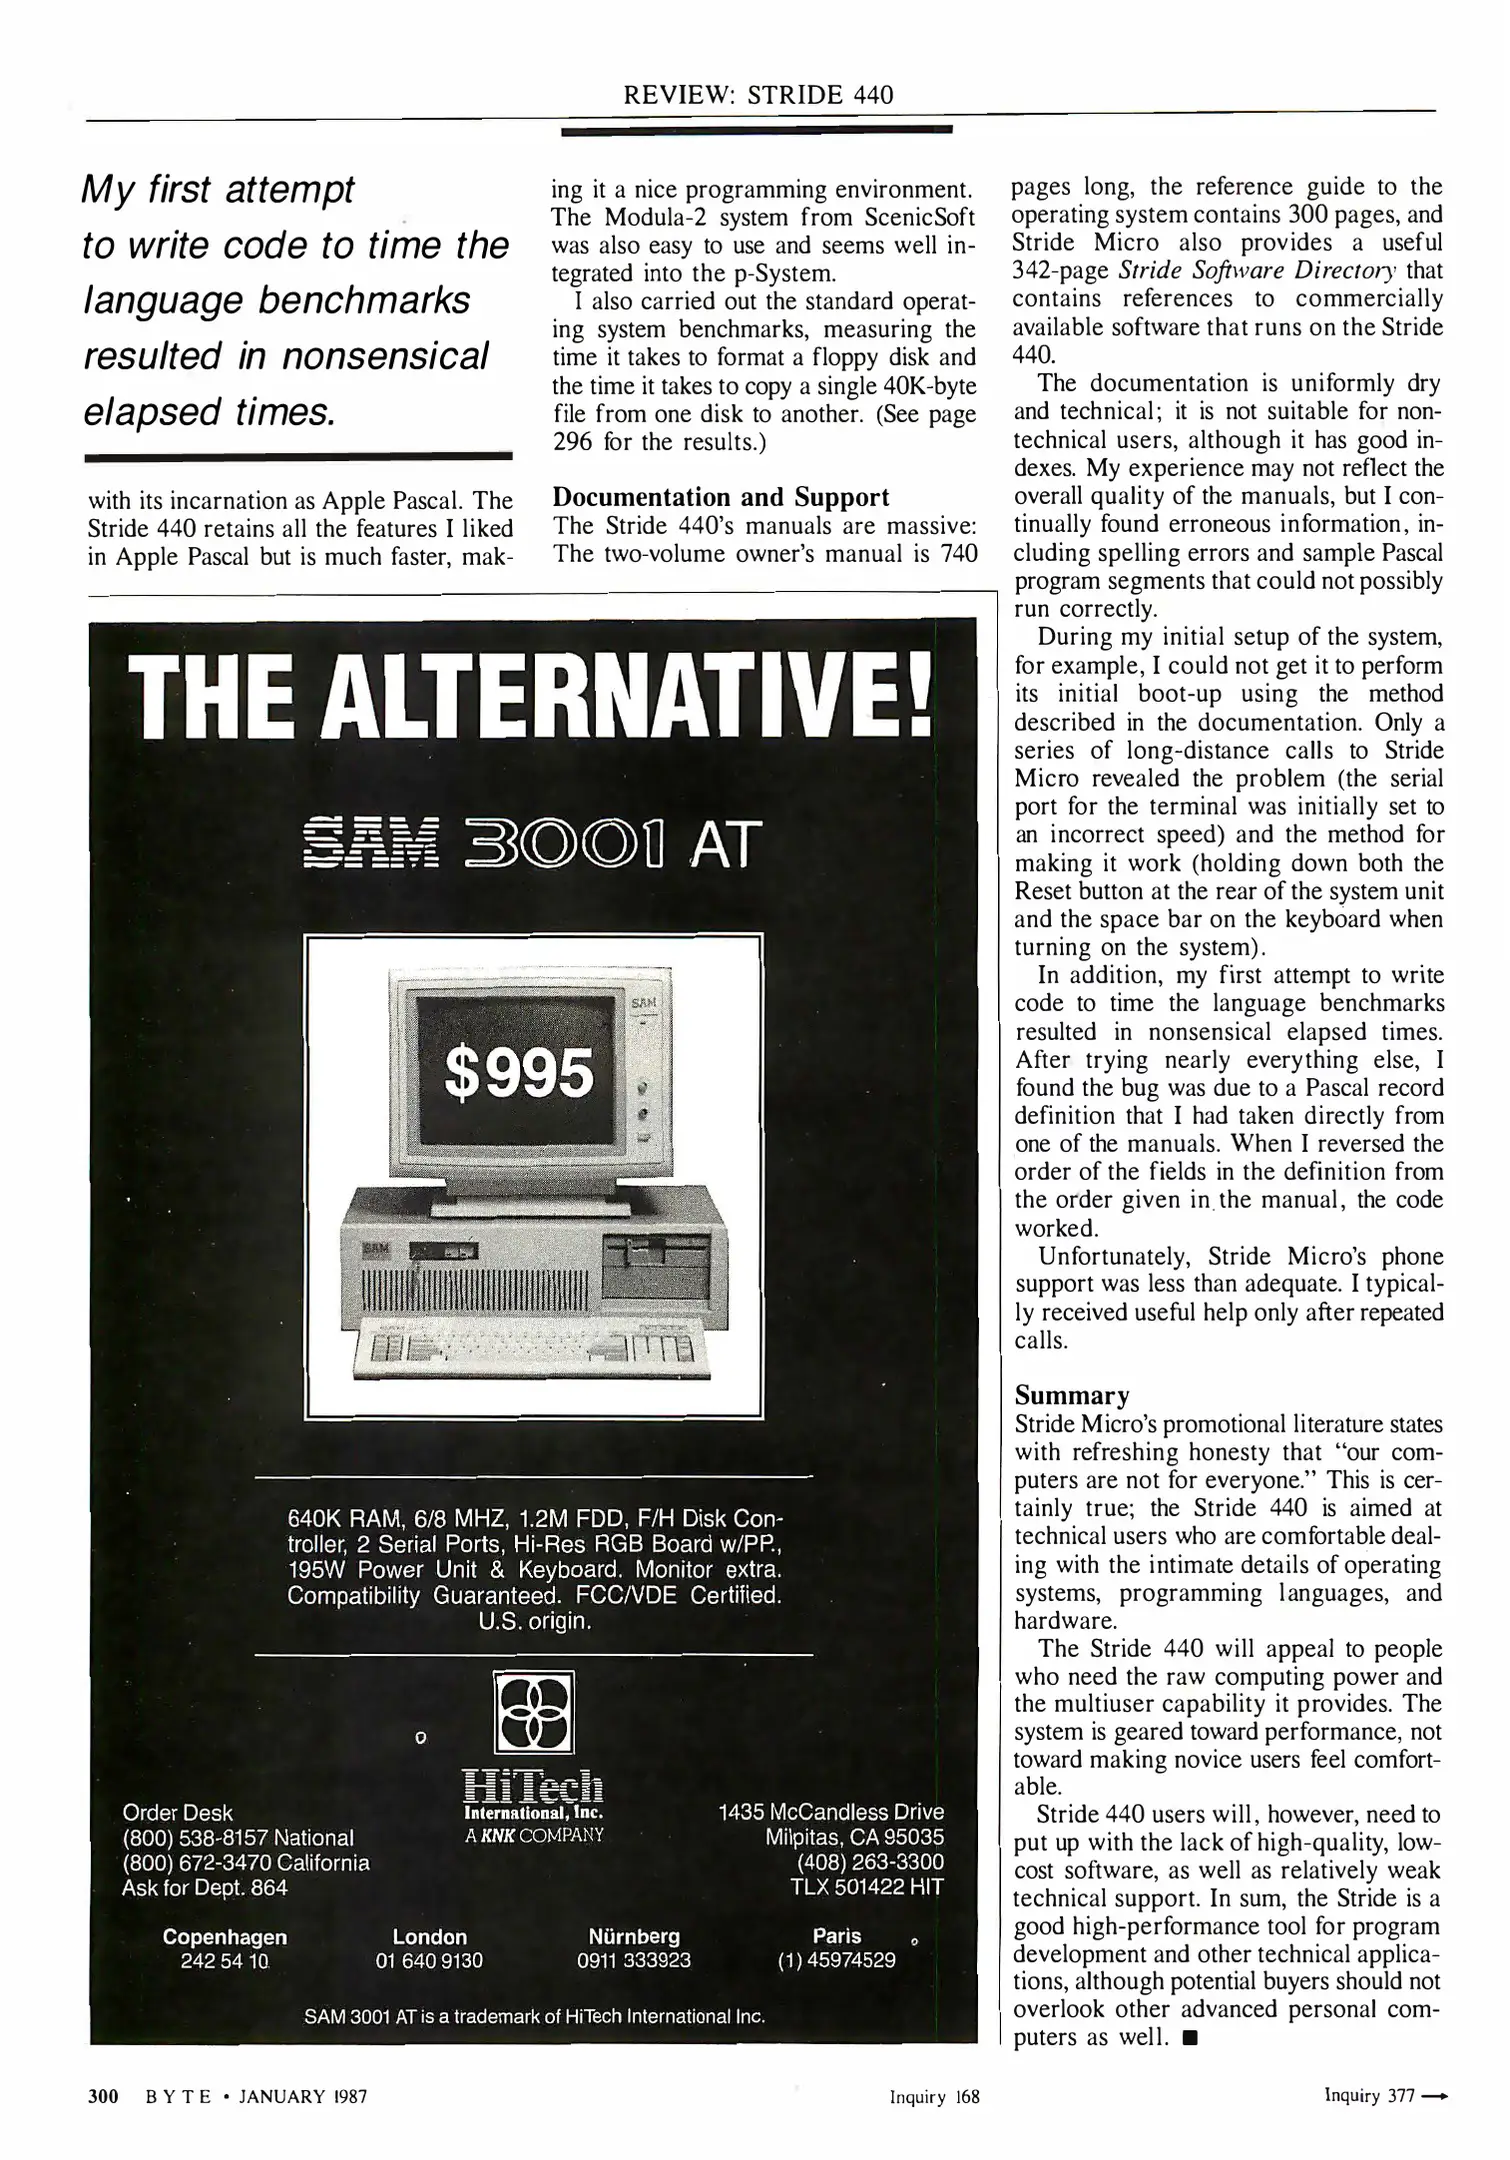 REVIEW: STRIDE 440
My first attempt
to write code to time the
language benchmarks
resulted in nonsensical
elapsed times.
with its incarnation as Apple Pascal. The
Stride 440 retains all the features I liked
in Apple Pascal but is much faster, mak-
ing it a nice programming environment.
The Modula-2 system from ScenicSoft
was also easy to use and seems well in-
tegrated into the p-System.
I also carried out the standard operat-
ing system benchmarks, measuring the
time it takes to format a floppy disk and
the time it takes to copy a single 40K-byte
file from one disk to another. (See page
296 for the results.)
Documentation and Support
The Stride 440's manuals are massive:
The two-volume owner's manual is 740
pages long, the reference guide to the
operating system contains 300 pages, and
Stride Micro also provides a useful
342-page Stride Software Directory that
contains references to commercially
available software that runs on the Stride
440.
The documentation is uniformly dry
and technical; it is not suitable for non-
technical users, although it has good in-
dexes. My experience may not reflect the
overall quality of the manuals, but I con-
tinually found erroneous information, in-
cluding spelling errors and sample Pascal
program segments that could not possibly
run correctly.
During my initial setup of the system,
for example, I could not get it to perform
its initial boot-up using the method
described in the documentation. Only a
series of long-distance calls to Stride
Micro revealed the problem (the serial
port for the terminal was initially set to
an incorrect speed) and the method for
making it work (holding down both the
Reset button at the rear of the system unit
and the space bar on the keyboard when
turning on the system).
In addition, my first attempt to write
code to time the language benchmarks
resulted in nonsensical elapsed times.
After trying nearly everything else, I
found the bug was due to a Pascal record
definition that I had taken directly from
one of the manuals. When I reversed the
order of the fields in the definition from
the order given in the manual, the code
worked.
Unfortunately, Stride Micro's phone
support was less than adequate. I typical-
ly received useful help only after repeated
calls.
Summary
Stride Micro's promotional literature states
with refreshing honesty that “our com-
puters are not for everyone.” This is cer-
tainly true; the Stride 440 is aimed at
technical users who are comfortable deal-
ing with the intimate details of operating
systems, programming languages, and
hardware.
The Stride 440 will appeal to people
who need the raw computing power and
the multiuser capability it provides. The
system is geared toward performance, not
toward making novice users feel comfort-
able.
Stride 440 users will, however, need to
put up with the lack of high-quality, low-
cost software, as well as relatively weak
technical support. In sum, the Stride is a
good high-performance tool for program
development and other technical applica-
tions, although potential buyers should not
overlook other advanced personal com-
puters as well. ■
THE ALTERNATIVE!
SAM 3001 AT
SAM
$995
SAM
640K RAM, 6/8 MHZ, 1.2M FDD, F/H Disk Con-
troller, 2 Serial Ports, Hi-Res RGB Board w/PP.,
195W Power Unit & Keyboard. Monitor extra.
Compatibility Guaranteed. FCC/VDE Certified.
U.S. origin.
HiTech
International, Inc.
A KNK COMPANY
Order Desk
(800) 538-8157 National
(800) 672-3470 California
Ask for Dept. 864
1435 McCandless Drive
Milpitas, CA 95035
(408) 263-3300
TLX 501422 HIT
Copenhagen
242 54 10
London
01 640 9130
Nürnberg
0911 333923
Paris
(1) 45974529
SAM 3001 AT is a trademark of HiTech International Inc.
300 BYTE • JANUARY 1987
Inquiry 168
Inquiry 377 →